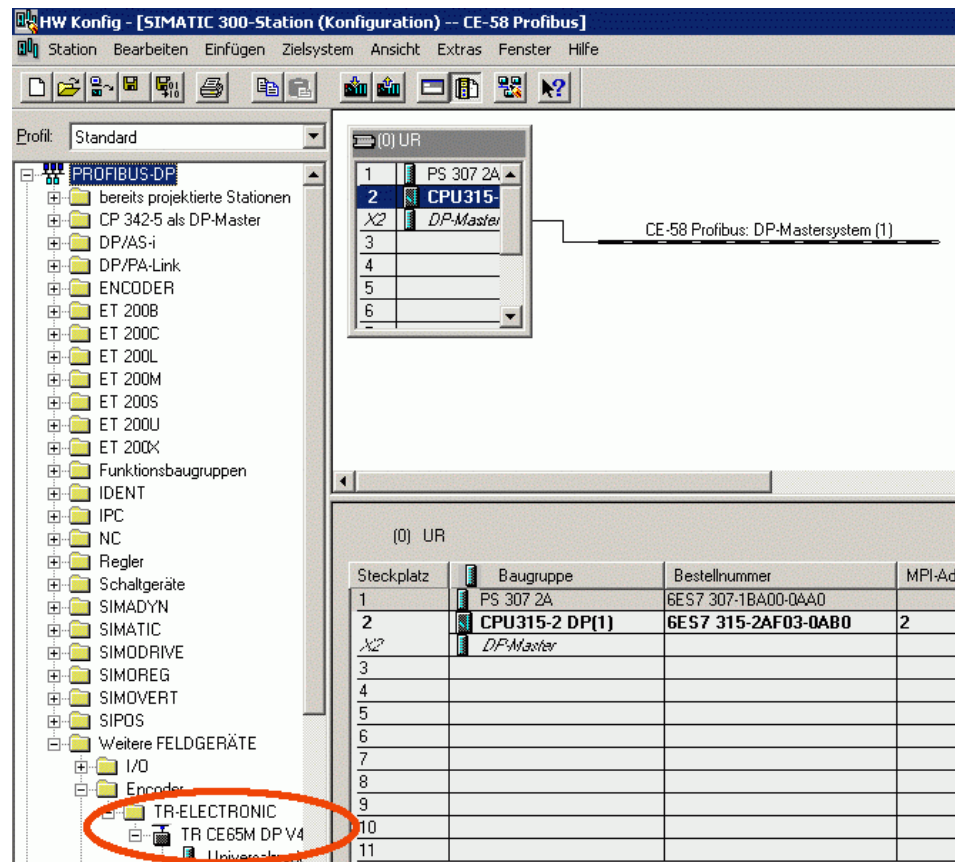 HW Konfig - [SIMATIC 300-Station (Konfiguration) -- CE-58 Profibus]
Station Bearbeiten Einfügen Zielsystem Ansicht Extras Fenster Hilfe
Profil: Standard
PROFIBUS-DP
bereits projektierte Stationen
CP 342-5 als DP-Master
DP/AS-i
DP/PA-Link
ENCODER
ET 200B
ET 200C
ET 200L
ET 200M
ET 200S
ET 200U
ET 200X
Funktionsbaugruppen
IDENT
IPC
NC
Regler
Schaltgeräte
SIMADYN
SIMATIC
SIMODRIVE
SIMOREG
SIMOVERT
SIPOS
Weitere FELDGERÄTE
I/O
Encoder
TR-ELECTRONIC
TR CE65M DP V4
(0) UR
1 PS 307 2A
2 CPU315-
X2 DP-Master
3
4
5
6
CE-58 Profibus: DP-Mastersystem (1)
(0) UR
Steckplatz Baugruppe Bestellnummer MPI-Ad
1 PS 307 2A 6ES7 307-1BA00-0AA0
2 CPU315-2 DP(1) 6ES7 315-2AF03-0AB0 2
X2 DP-Master
3
4
5
6
7
8
9
10
11